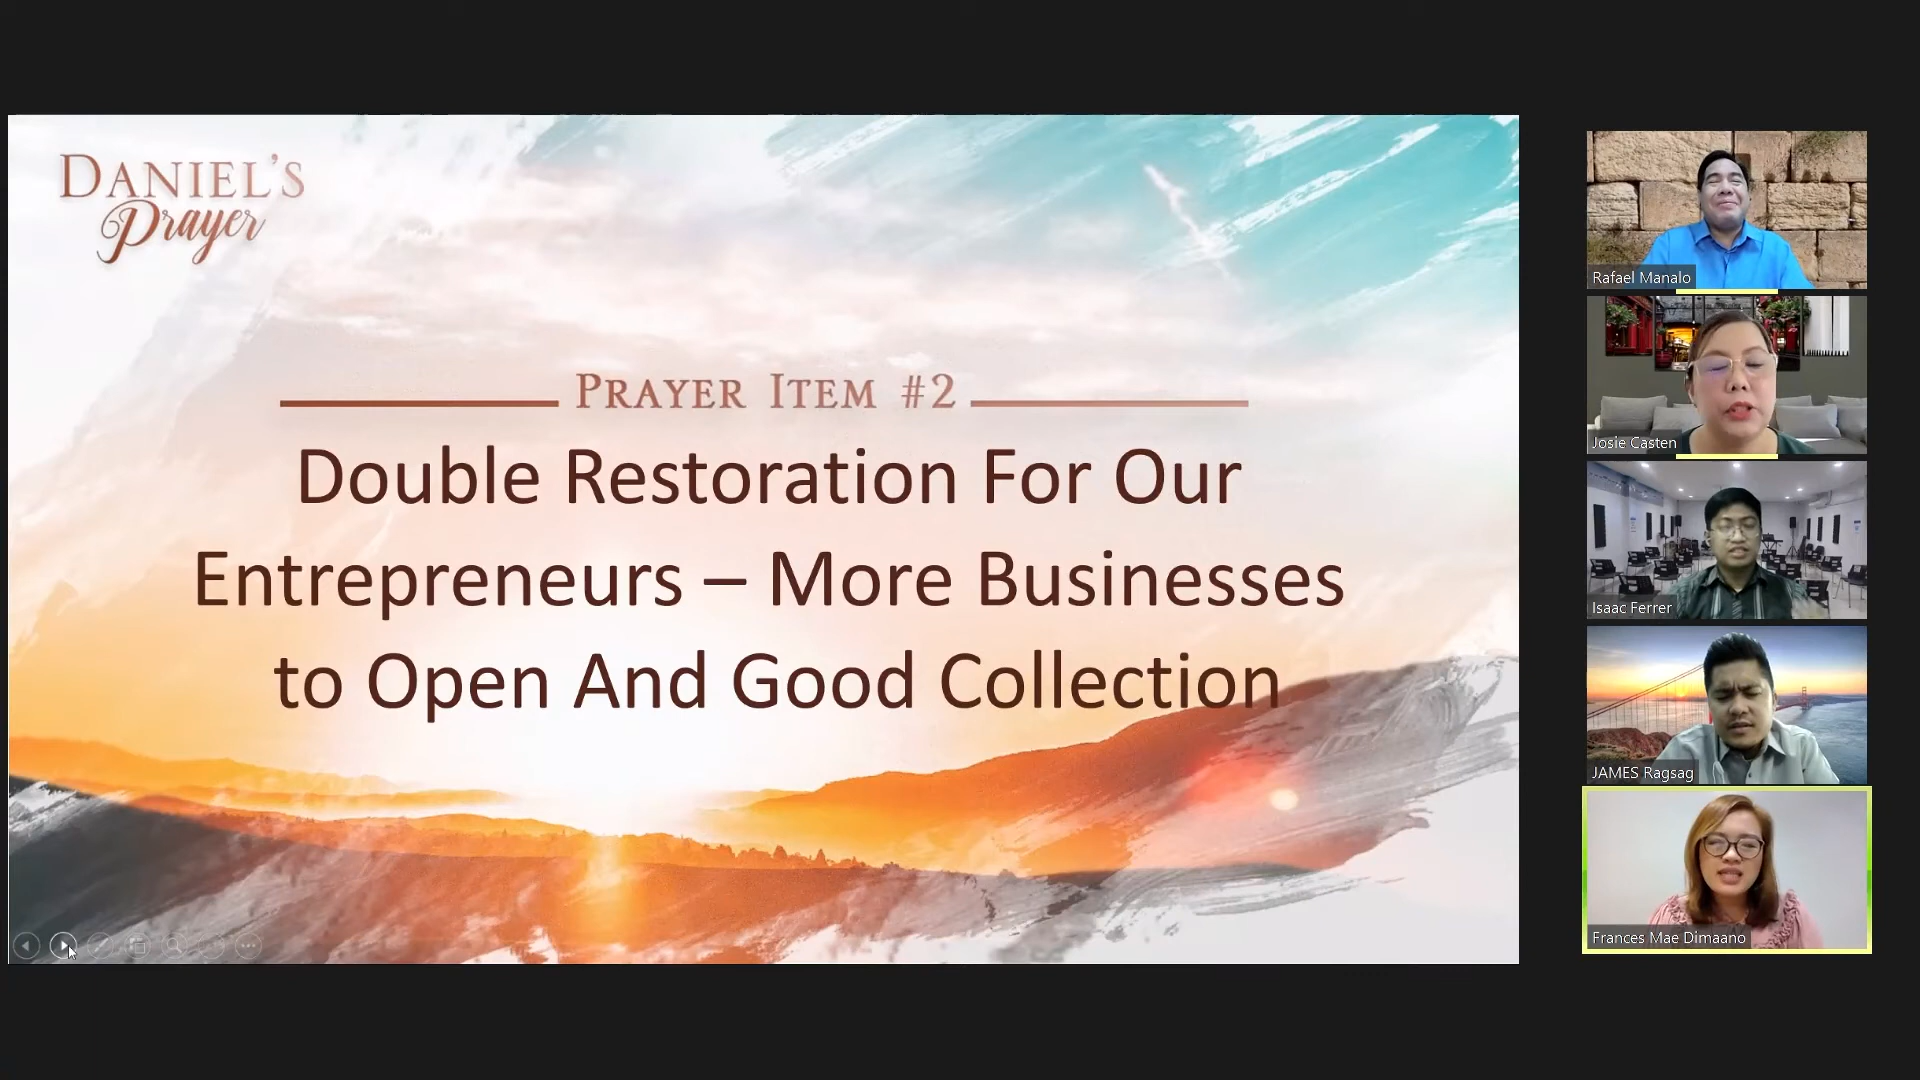 DANIEL'S
Prayer
PRAYER ITEM #2
Double Restoration For Our
Entrepreneurs – More Businesses
to Open And Good Collection
Rafael Manalo
Josie Casten
Isaac Ferrer
JAMES Ragsag
Frances Mae Dimaano